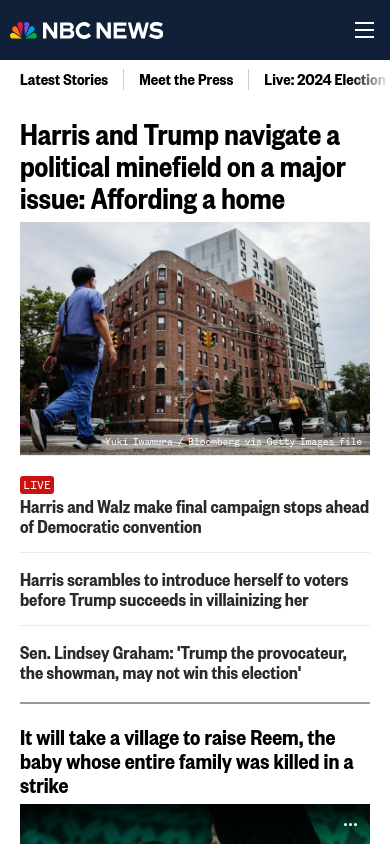 NBC NEWS
Latest Stories
Meet the Press
Live: 2024 Election
Harris and Trump navigate a
political minefield on a major
issue: Affording a home
Yuki Iwamura / Bloomberg via Getty Images file
LIVE
Harris and Walz make final campaign stops ahead
of Democratic convention
Harris scrambles to introduce herself to voters
before Trump succeeds in villainizing her
Sen. Lindsey Graham: 'Trump the provocateur,
the showman, may not win this election'
It will take a village to raise Reem, the
baby whose entire family was killed in a
strike